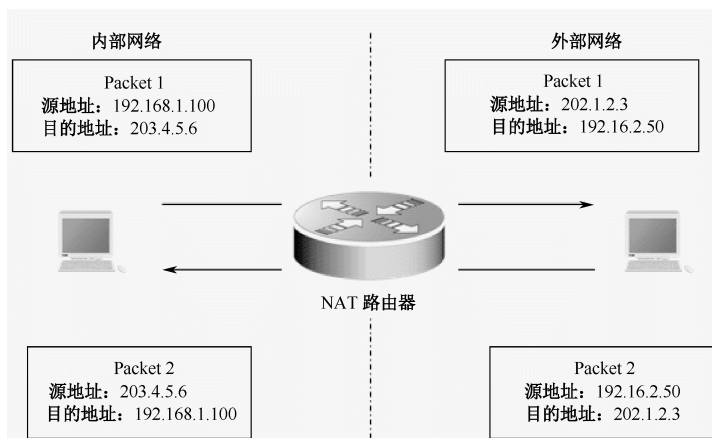 内部网络
外部网络
Packet 1
源地址：192.168.1.100
目的地址：203.4.5.6
Packet 1
源地址：202.1.2.3
目的地址：192.16.2.50
NAT 路由器
Packet 2
源地址：203.4.5.6
目的地址：192.168.1.100
Packet 2
源地址：192.16.2.50
目的地址：202.1.2.3